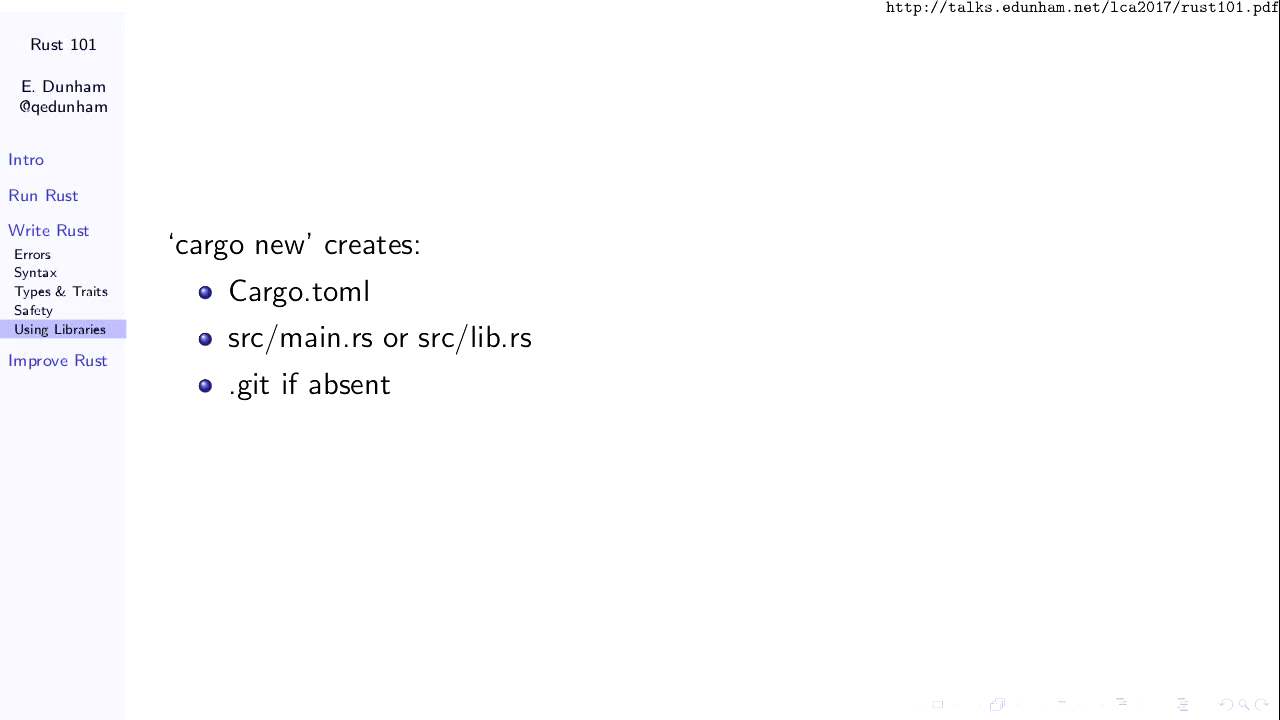 http://talks.edunham.net/lca2017/rust101.pdf
Rust 101
E. Dunham
@qedunham
Intro
Run Rust
Write Rust
Errors
Syntax
Types & Traits
Safety
Using Libraries
Improve Rust
‘cargo new’ creates:
Cargo.toml
src/main.rs or src/lib.rs
.git if absent